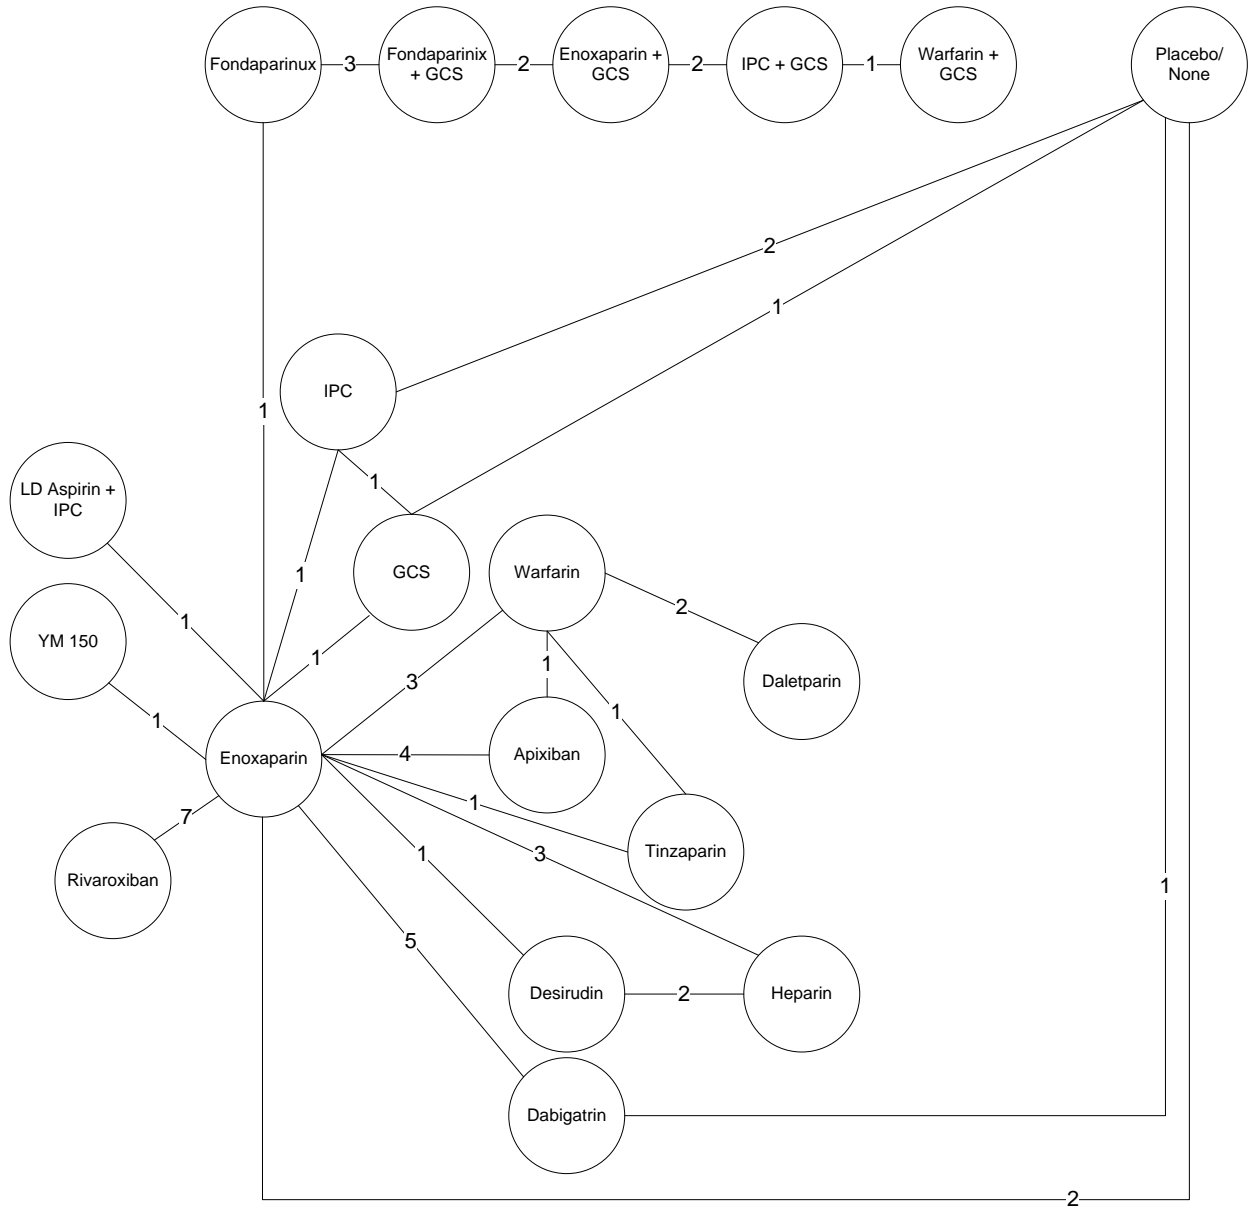 Fondaparinux
3
Fondaparinix
+ GCS
2
Enoxaparin +
GCS
2
IPC + GCS
1
Warfarin +
GCS
Placebo/
None
2
1
IPC
1
1
LD Aspirin +
IPC
1
GCS
Warfarin
1
2
1
YM 150
1
3
1
Daletparin
1
1
Enoxaparin
4
Apixiban
1
7
3
Tinzaparin
1
Rivaroxiban
1
5
Desirudin
2
Heparin
Dabigatrin
2